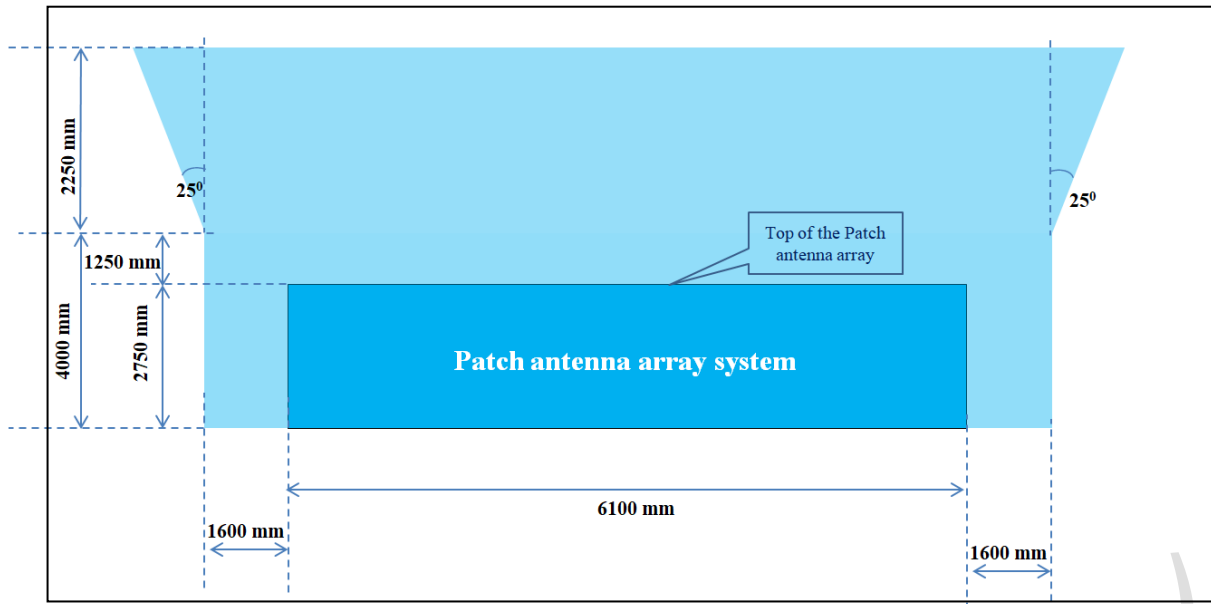 2250 mm
25⁰
25⁰
Top of the Patch
antenna array
1250 mm
4000 mm
2750 mm
Patch antenna array system
6100 mm
1600 mm
1600 mm